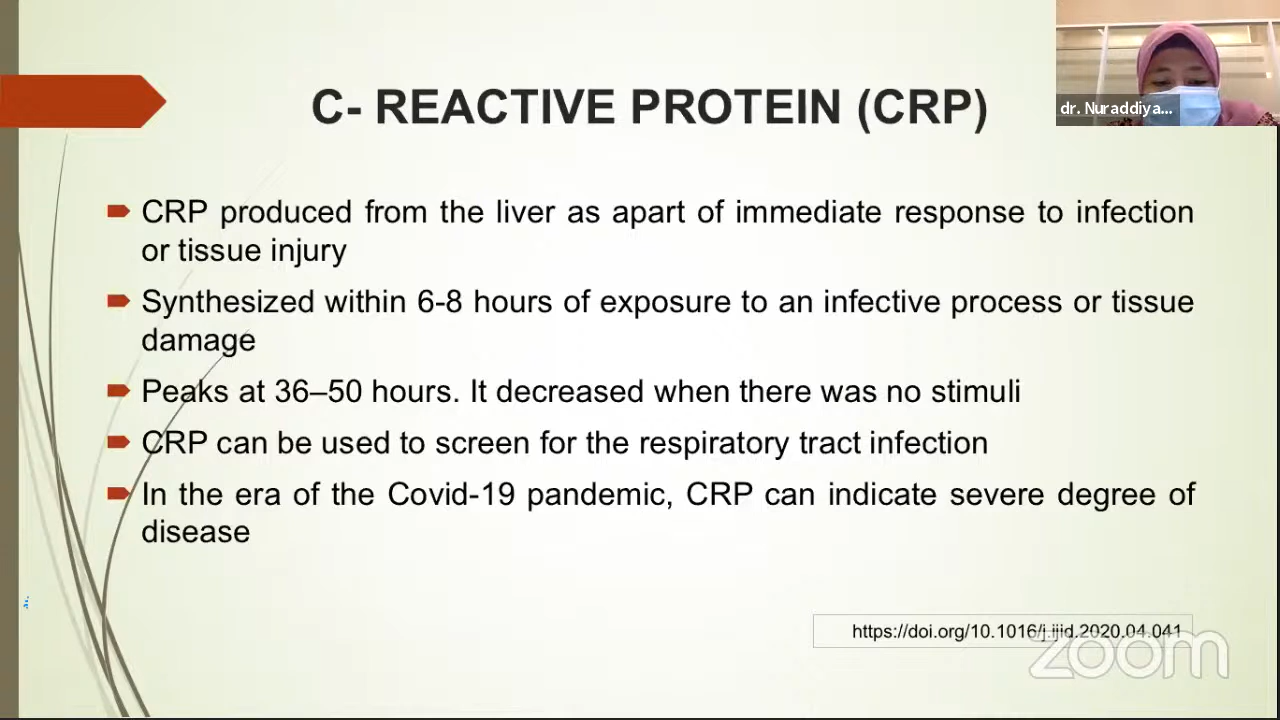 C- REACTIVE PROTEIN (CRP)
dr. Nuraddiya...
CRP produced from the liver as apart of immediate response to infection
or tissue injury
Synthesized within 6-8 hours of exposure to an infective process or tissue
damage
Peaks at 36–50 hours. It decreased when there was no stimuli
CRP can be used to screen for the respiratory tract infection
In the era of the Covid-19 pandemic, CRP can indicate severe degree of
disease
https://doi.org/10.1016/j.ijid.2020.04.041
zoom